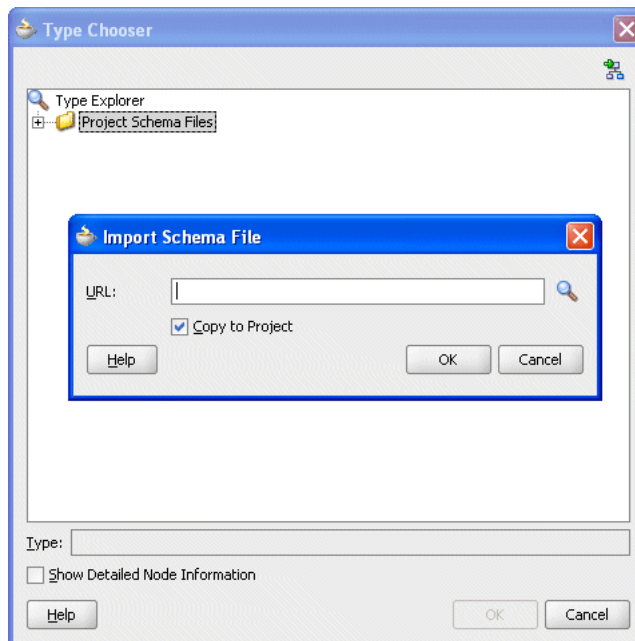 Type Chooser
Type Explorer
Project Schema Files
Import Schema File
URL:
Copy to Project
Help OK Cancel
Type:
Show Detailed Node Information
Help OK Cancel